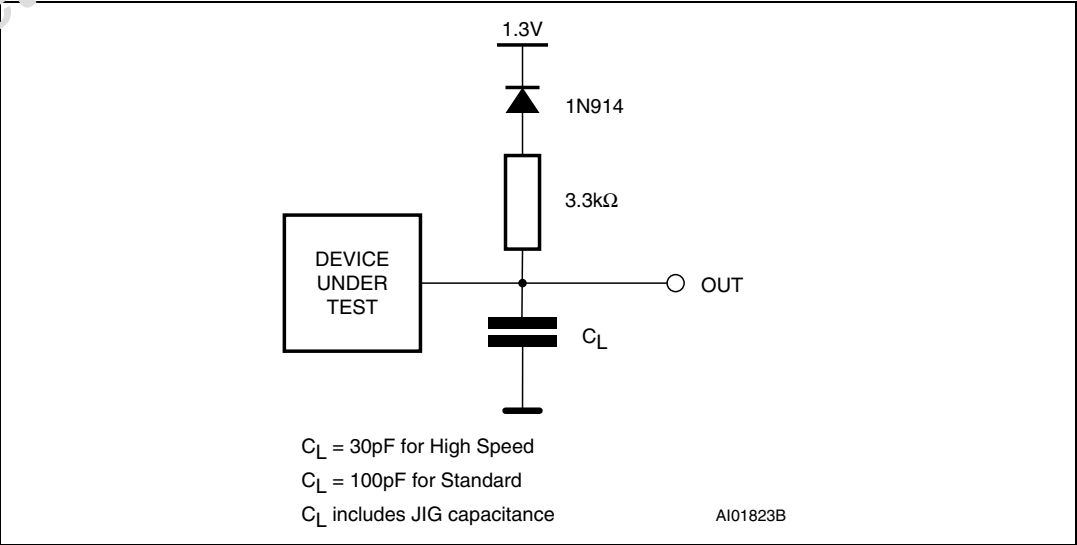 1.3V
1N914
3.3kΩ
DEVICE
UNDER
TEST
OUT
CL
CL = 30pF for High Speed
CL = 100pF for Standard
CL includes JIG capacitance
AI01823B